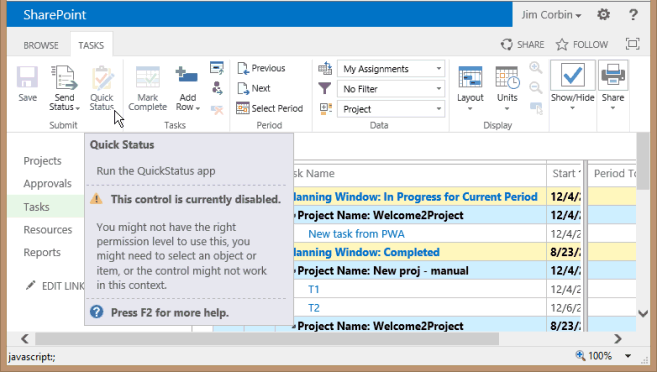 SharePoint
Jim Corbin
?
BROWSE
TASKS
SHARE
FOLLOW
Save
Send Status
Quick Status
Mark Complete
Add Row
Previous
Next
Select Period
My Assignments
No Filter
Project
Layout
Units
Show/Hide
Share
Submit
Tasks
Period
Data
Display
Projects
Approvals
Tasks
Resources
Reports
EDIT LINK
Quick Status
Run the QuickStatus app
This control is currently disabled.
You might not have the right
permission level to use this, you
might need to select an object or
item, or the control might not work
in this context.
Press F2 for more help.
sk Name Start Period To
lanning Window: In Progress for Current Period 12/4/
Project Name: Welcome2Project 12/4/
New task from PWA 12/4/
lanning Window: Completed 8/23/
Project Name: New proj - manual 12/4/
T1 12/4/
T2 12/6/
Project Name: Welcome2Project 8/23/
javascript:;
100%